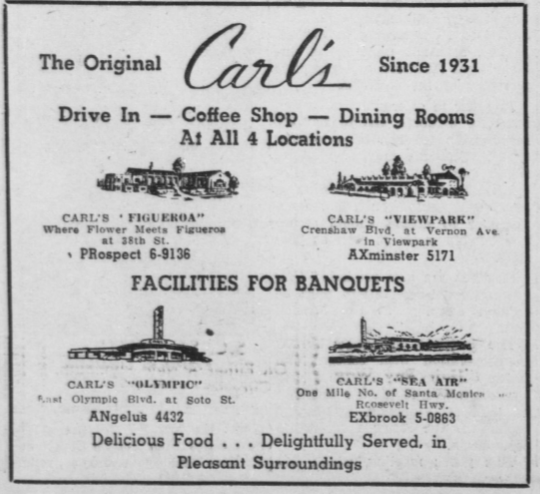 The Original Carl's Since 1931
Drive In — Coffee Shop — Dining Rooms
At All 4 Locations
CARL'S "FIGUEROA"
Where Flower Meets Figueroa
at 38th St.
PRospect 6-9136
CARL'S "VIEWPARK"
Crenshaw Blvd. at Vernon Ave.
in Viewpark
AXminster 5171
FACILITIES FOR BANQUETS
CARL'S "OLYMPIC"
East Olympic Blvd. at Soto St.
ANgelus 4432
CARL'S "SEA AIR"
One Mile No. of Santa Monica
Roosevelt Hwy.
EXbrook 5-0863
Delicious Food . . . Delightfully Served, in
Pleasant Surroundings